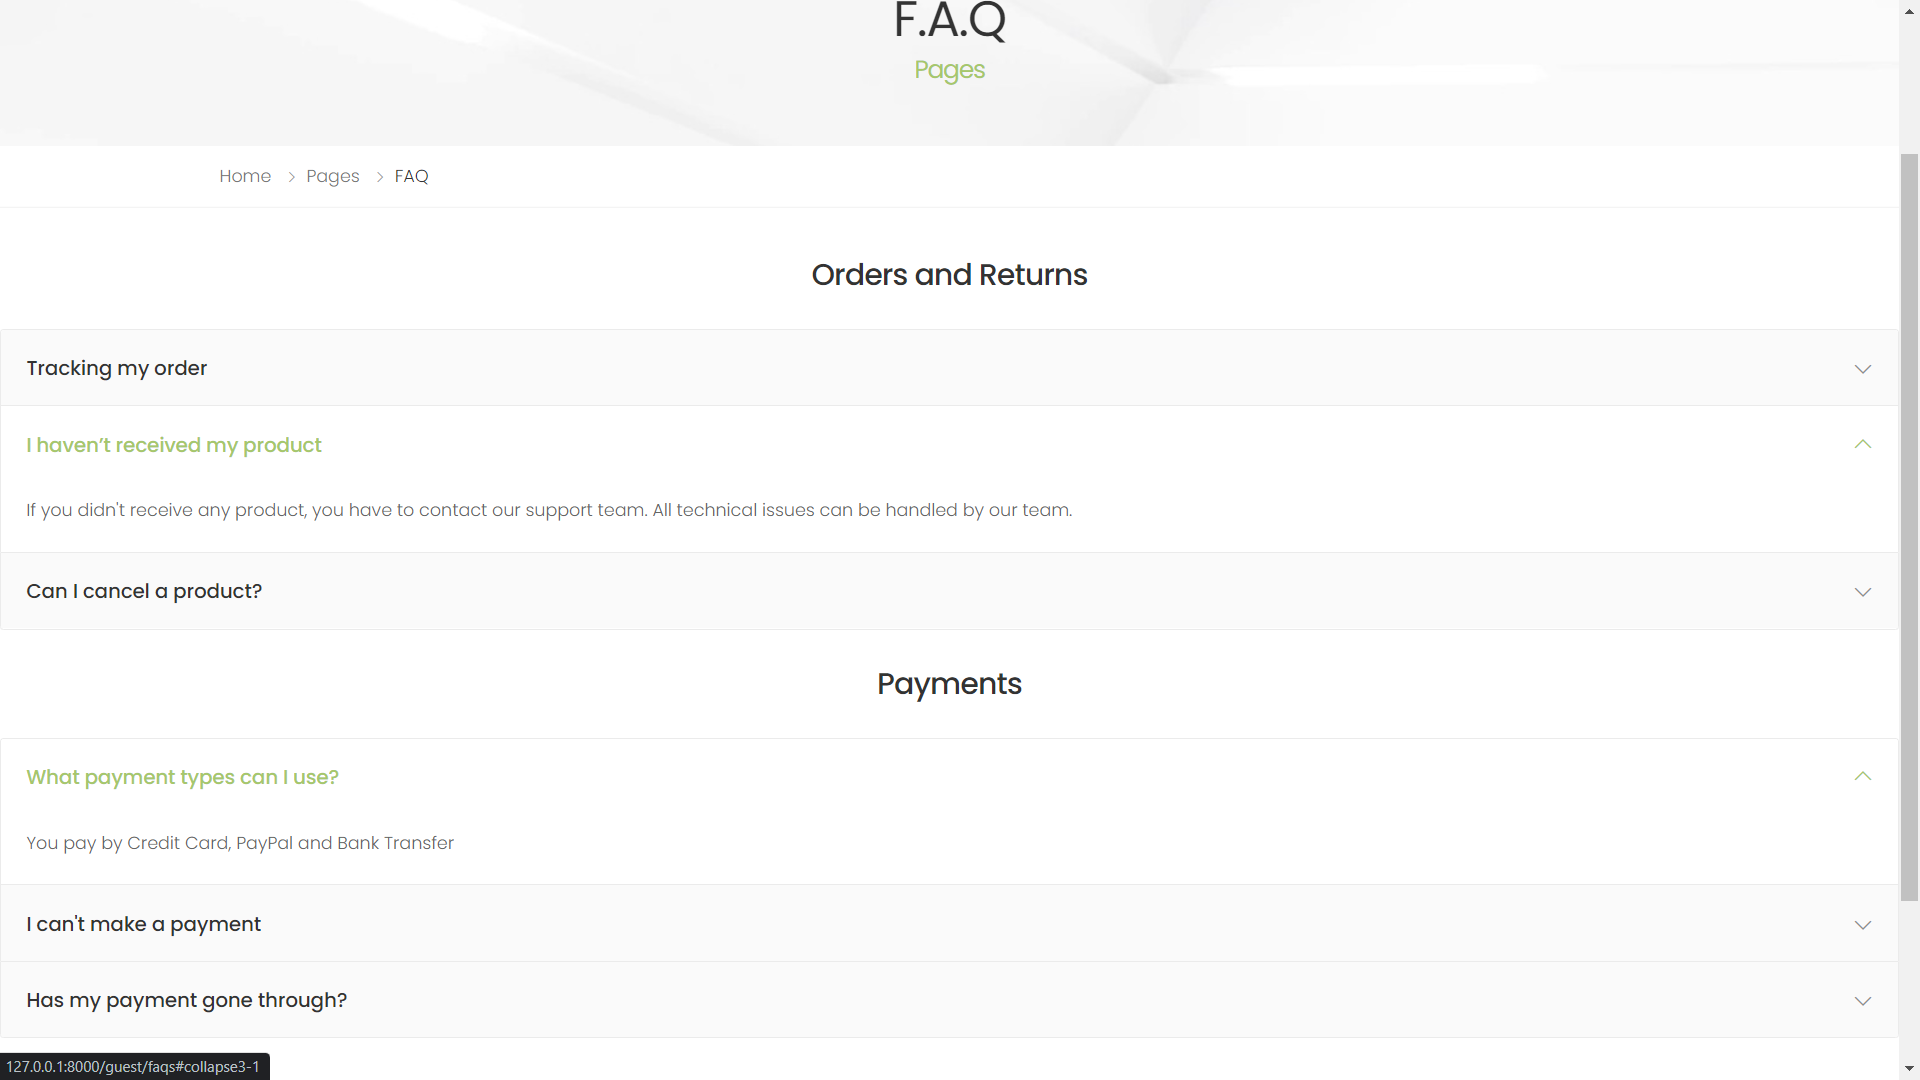 F.A.Q
Pages
Home > Pages > FAQ
Orders and Returns
Tracking my order
I haven’t received my product
If you didn't receive any product, you have to contact our support team. All technical issues can be handled by our team.
Can I cancel a product?
Payments
What payment types can I use?
You pay by Credit Card, PayPal and Bank Transfer
I can't make a payment
Has my payment gone through?
127.0.0.1:8000/guest/faqs#collapse3-1